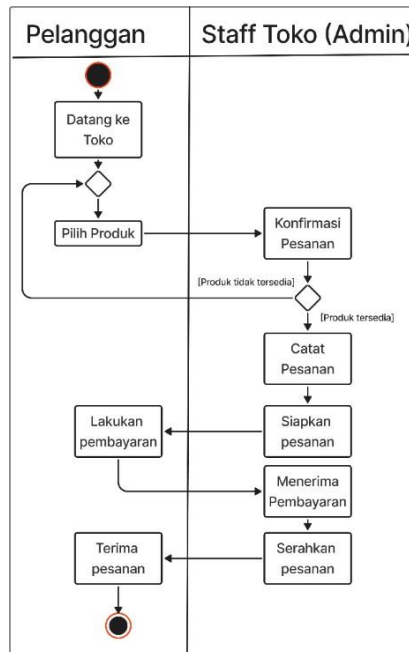 Pelanggan
Staff Toko (Admin)
Datang ke
Toko
Pilih Produk
Konfirmasi
Pesanan
[Produk tidak tersedia]
[Produk tersedia]
Catat
Pesanan
Lakukan
pembayaran
Siapkan
pesanan
Menerima
Pembayaran
Terima
pesanan
Serahkan
pesanan